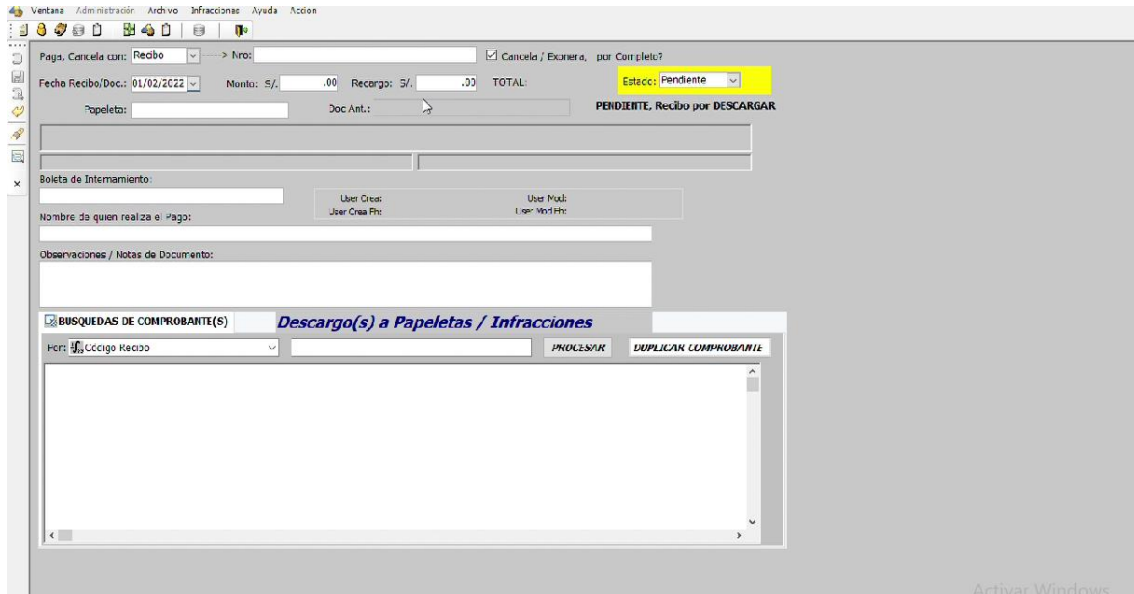 Ventana Administración Archivo Infracciones Ayuda Accion
Paga, Cancela con: Recibo -----> Nro: Cancela / Exonera, por Completo?
Fecha Recibo/Doc.: 01/02/2022 Monto: S/. .00 Recargo: S/. .00 TOTAL: Estado: Pendiente
Papeleta: Doc Ant.: PENDIENTE, Recibo por DESCARGAR
Boleta de Internamiento:
User Crea: User Mod:
User Crea Fh: User Mod Fh:
Nombre de quien realiza el Pago:
Observaciones / Notas de Documento:
BUSQUEDAS DE COMPROBANTE(S) Descargo(s) a Papeletas / Infracciones
Por: Código Recibo PROCESAR DUPLICAR COMPROBANTE
Activar Windows